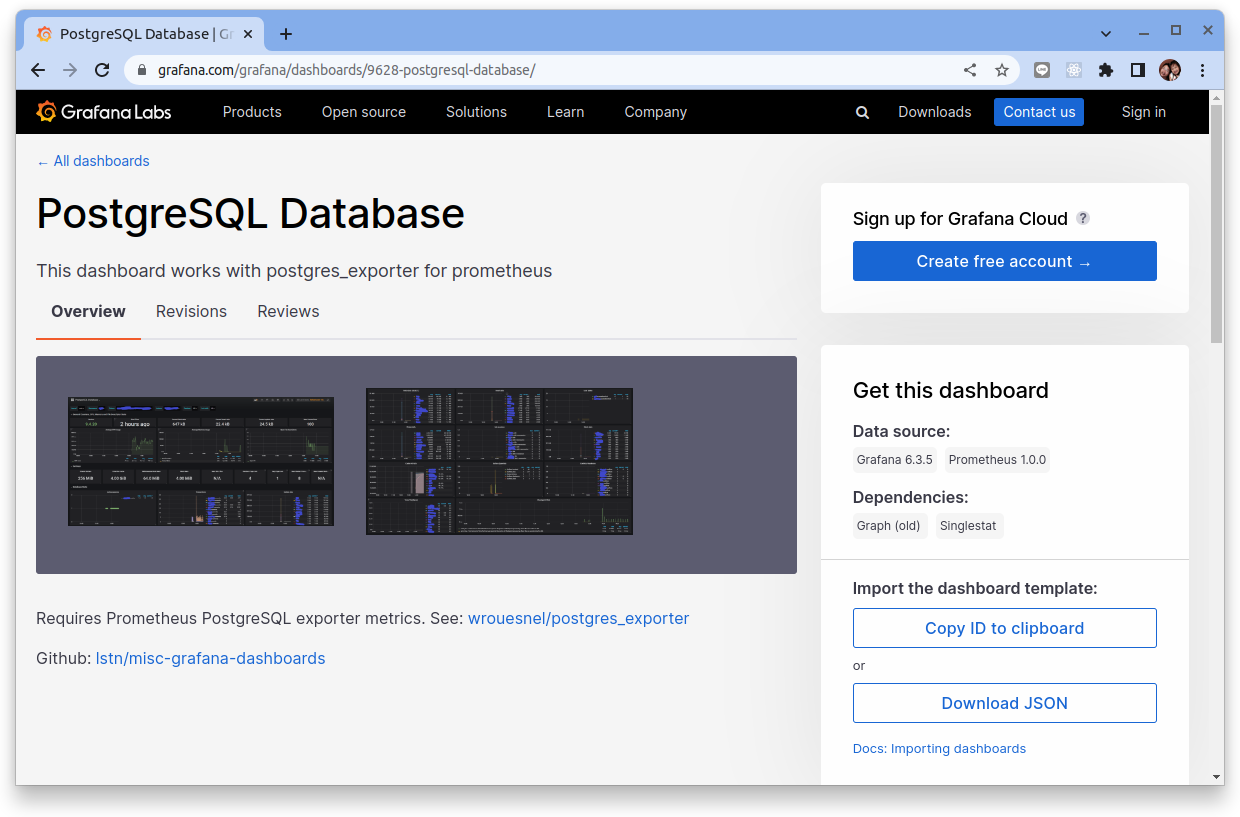 PostgreSQL Database | Gr
grafana.com/grafana/dashboards/9628-postgresql-database/
Grafana Labs
Products
Open source
Solutions
Learn
Company
Downloads
Contact us
Sign in
← All dashboards
PostgreSQL Database
This dashboard works with postgres_exporter for prometheus
Overview
Revisions
Reviews
2 hours ago
Requires Prometheus PostgreSQL exporter metrics. See: wrouesnel/postgres_exporter
Github: lstn/misc-grafana-dashboards
Sign up for Grafana Cloud ?
Create free account →
Get this dashboard
Data source:
Grafana 6.3.5
Prometheus 1.0.0
Dependencies:
Graph (old)
Singlestat
Import the dashboard template:
Copy ID to clipboard
or
Download JSON
Docs: Importing dashboards